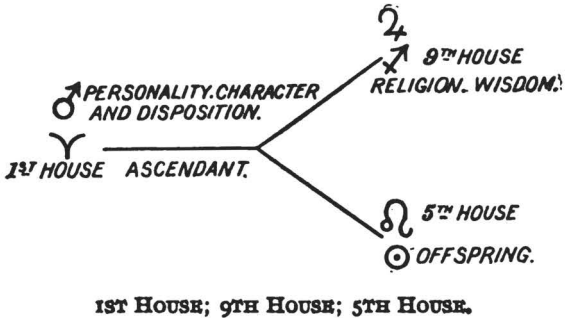 ♃
♐ 9TH HOUSE
RELIGION. WISDOM.
♂ PERSONALITY. CHARACTER
AND DISPOSITION.
♈
1ST HOUSE ASCENDANT.
♌ 5TH HOUSE
☉ OFFSPRING.
1ST HOUSE; 9TH HOUSE; 5TH HOUSE.